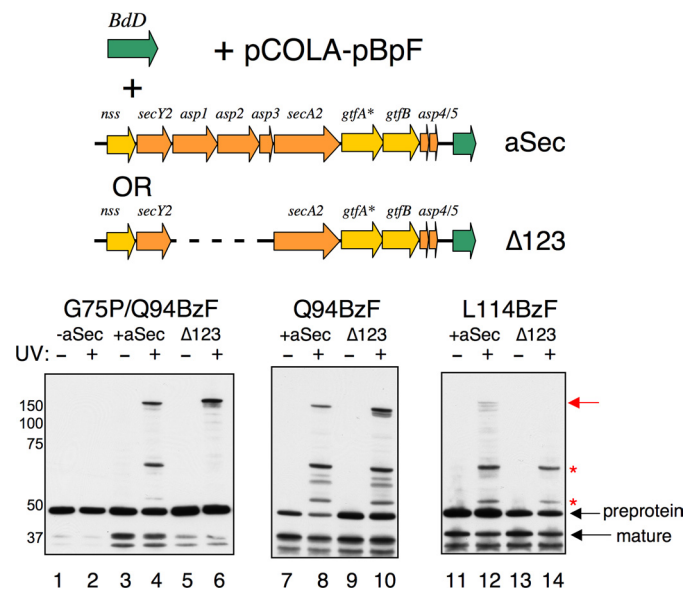 BdD
+ pCOLA-pBpF
+
nss secY2 asp1 asp2 asp3 secA2 gtfA* gtfB asp4/5
aSec
OR
nss secY2 secA2 gtfA* gtfB asp4/5
Δ123
G75P/Q94BzF Q94BzF L114BzF
-aSec +aSec Δ123 +aSec Δ123 +aSec Δ123
UV: – + – + – + – + – + – + – +
150
100
75
*
50
*
preprotein
37
mature
1 2 3 4 5 6 7 8 9 10 11 12 13 14